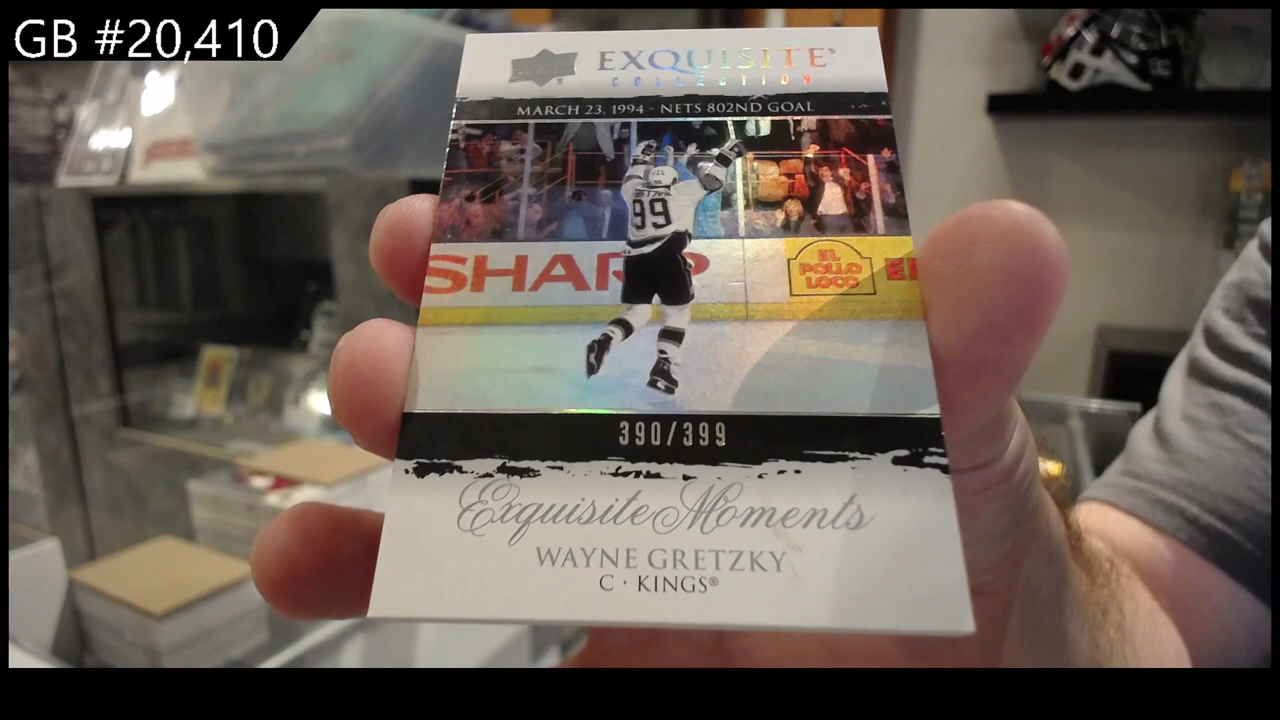 GB #20,410
EXQUISITE
COLLECTION
MARCH 23, 1994 - NETS 802ND GOAL
99
SHARP
EL
POLLO
LOCO
390/399
Exquisite Moments
WAYNE GRETZKY
C · KINGS®